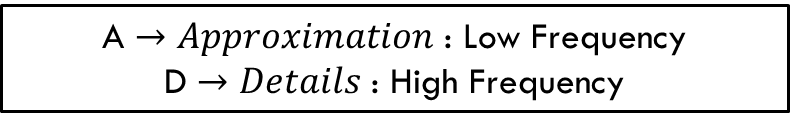 A → Approximation : Low Frequency
D → Details : High Frequency